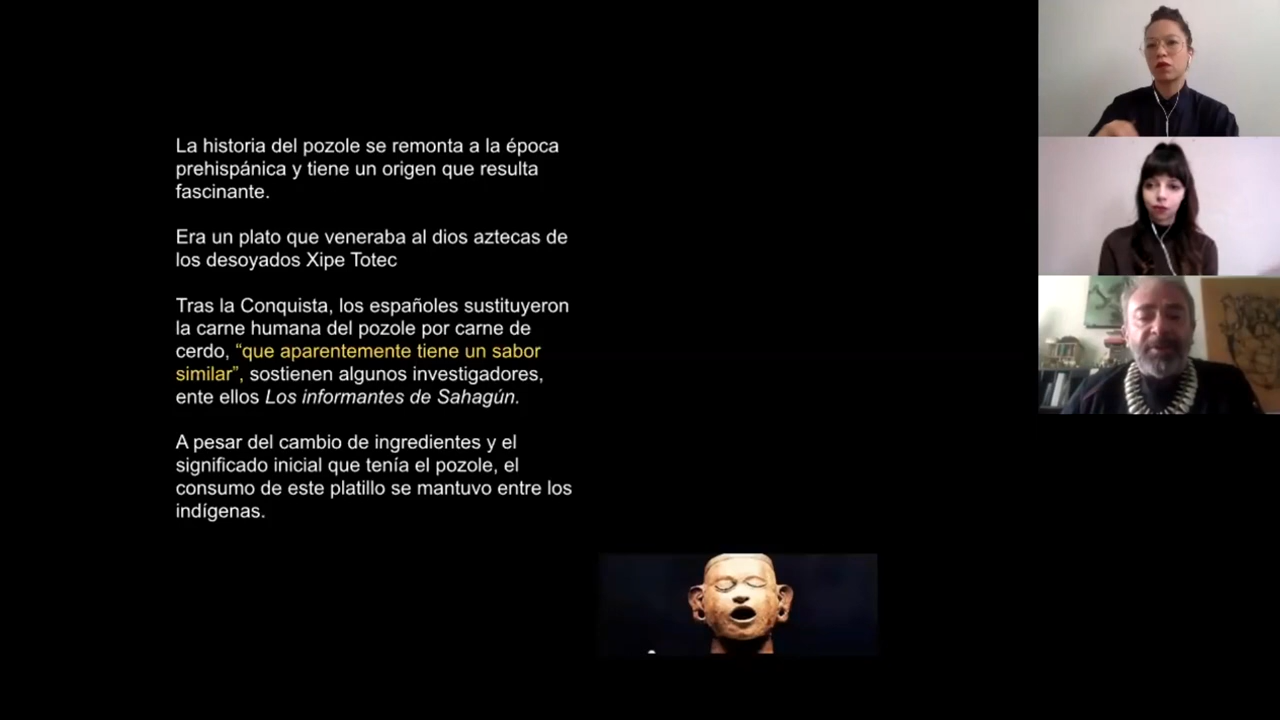 La historia del pozole se remonta a la época
prehispánica y tiene un origen que resulta
fascinante.
Era un plato que veneraba al dios aztecas de
los desoyados Xipe Totec
Tras la Conquista, los españoles sustituyeron
la carne humana del pozole por carne de
cerdo, “que aparentemente tiene un sabor
similar”, sostienen algunos investigadores,
ente ellos Los informantes de Sahagún.
A pesar del cambio de ingredientes y el
significado inicial que tenía el pozole, el
consumo de este platillo se mantuvo entre los
indígenas.